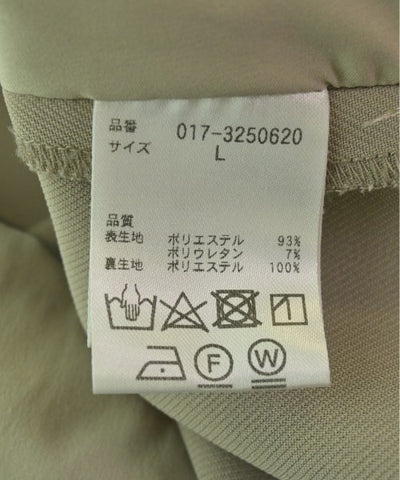 品番 017-3250620
サイズ L
品質
表生地 ポリエステル 93%
ポリウレタン 7%
裏生地 ポリエステル 100%
F W